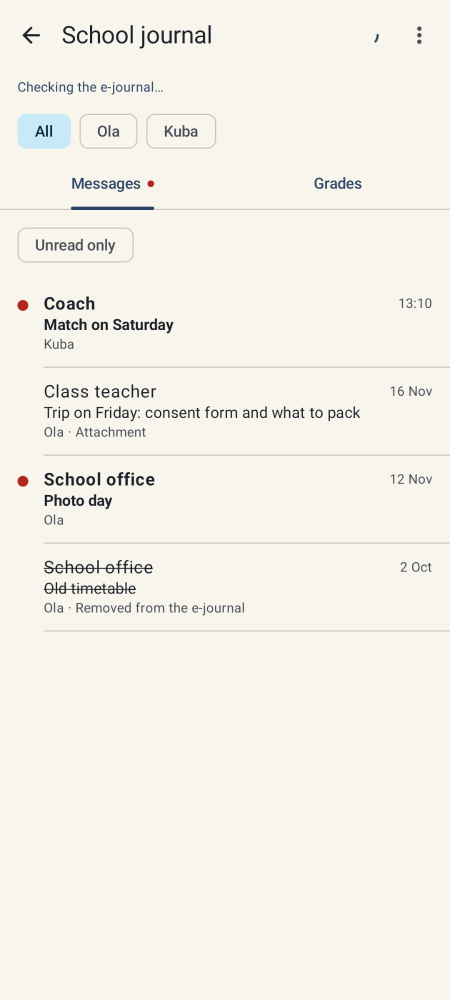 School journal
Checking the e-journal…
All
Ola
Kuba
Messages
Grades
Unread only
Coach
13:10
Match on Saturday
Kuba
Class teacher
16 Nov
Trip on Friday: consent form and what to pack
Ola · Attachment
School office
12 Nov
Photo day
Ola
School office
2 Oct
Old timetable
Ola · Removed from the e-journal